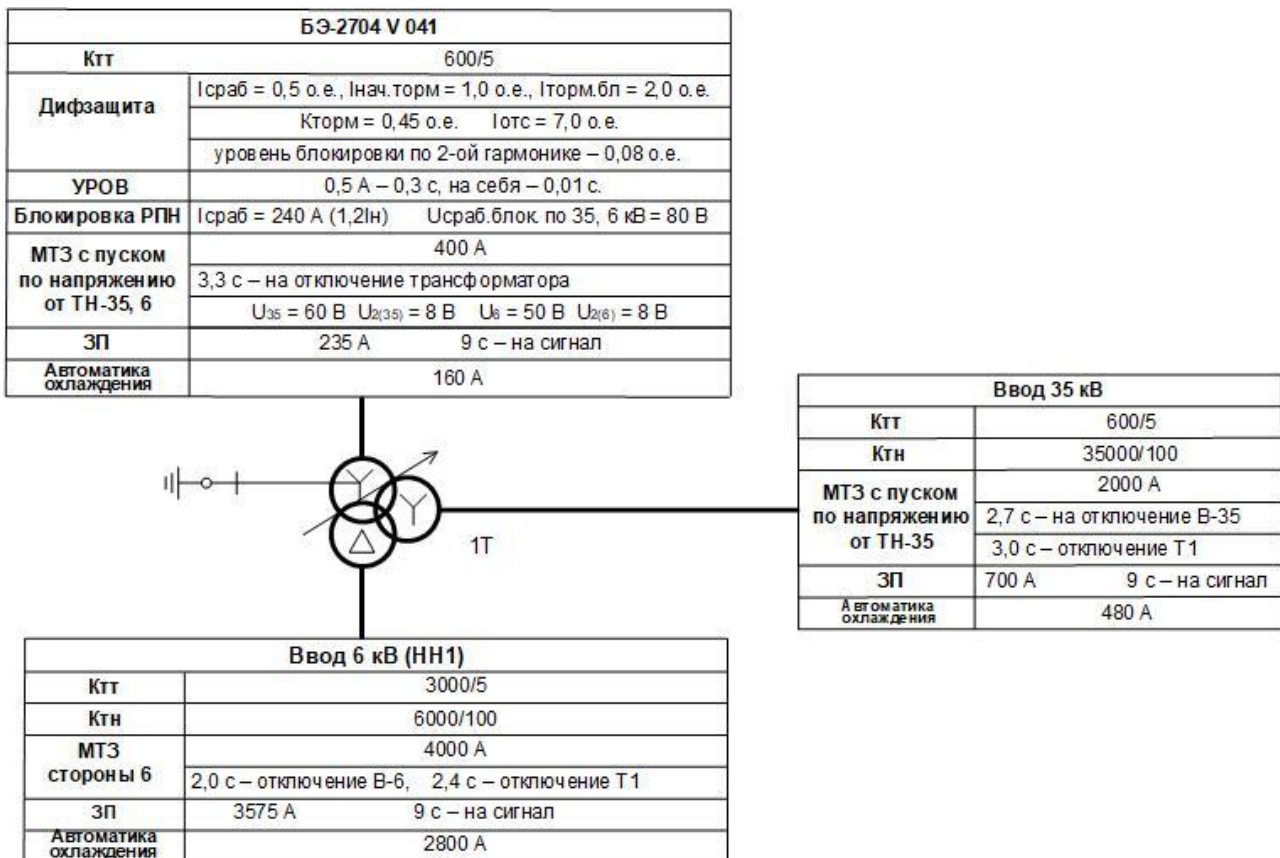 БЭ-2704 V 041
Ктт 600/5
Дифзащита
Iсраб = 0,5 о.е., Iнач.торм = 1,0 о.е., Iторм.бл = 2,0 о.е.
Кторм = 0,45 о.е. Iотс = 7,0 о.е.
уровень блокировки по 2-ой гармонике – 0,08 о.е.
УРОВ 0,5 А – 0,3 с, на себя – 0,01 с.
Блокировка РПН Iсраб = 240 А (1,2Iн) Uсраб.блок. по 35, 6 кВ = 80 В
МТЗ с пуском
по напряжению
от ТН-35, 6
400 А
3,3 с – на отключение трансформатора
U35 = 60 В U2(35) = 8 В U6 = 50 В U2(6) = 8 В
ЗП 235 А 9 с – на сигнал
Автоматика
охлаждения
160 А
1Т
Ввод 35 кВ
Ктт 600/5
Ктн 35000/100
МТЗ с пуском
по напряжению
от ТН-35
2000 А
2,7 с – на отключение В-35
3,0 с – отключение Т1
ЗП 700 А 9 с – на сигнал
Автоматика
охлаждения
480 А
Ввод 6 кВ (НН1)
Ктт 3000/5
Ктн 6000/100
МТЗ
стороны 6
4000 А
2,0 с – отключение В-6, 2,4 с – отключение Т1
ЗП 3575 А 9 с – на сигнал
Автоматика
охлаждения
2800 А